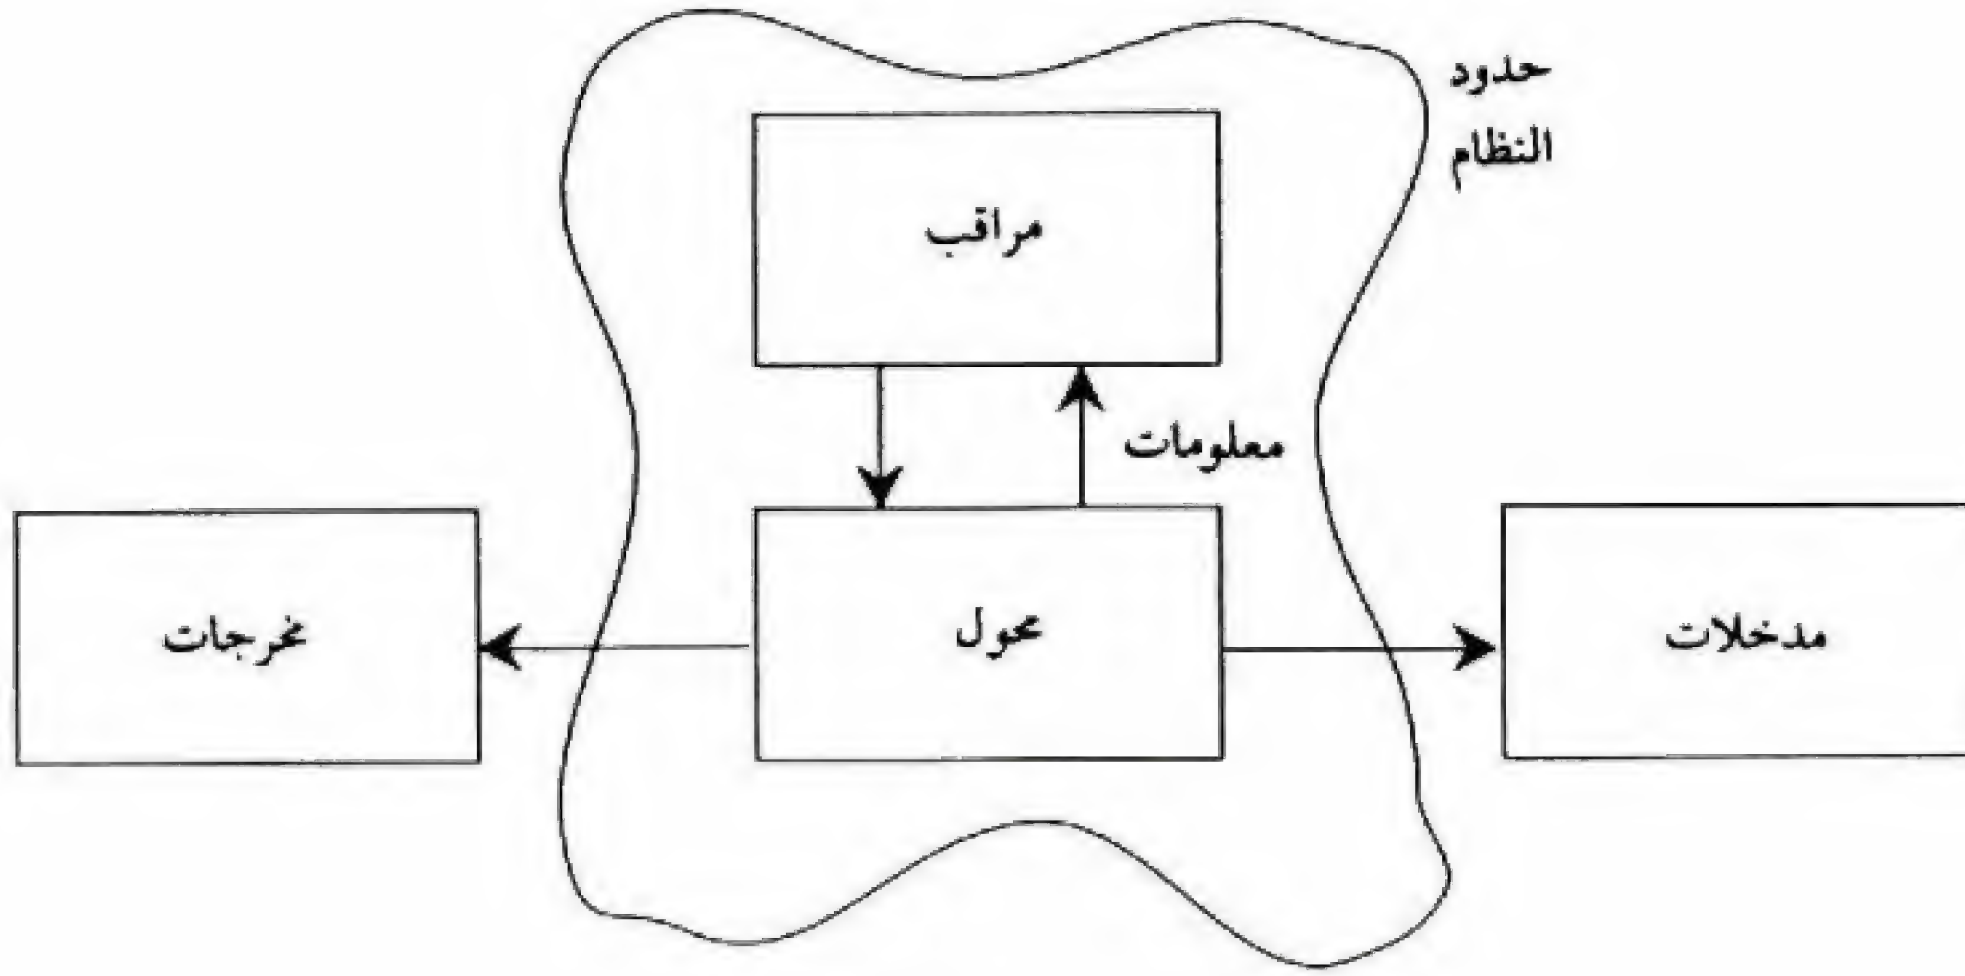 حدود
النظام
مراقب
معلومات
مدخلات
محول
مخرجات